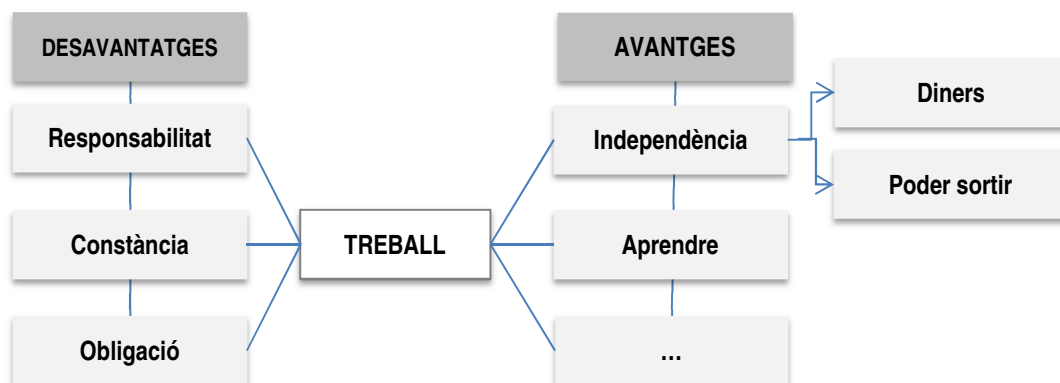 DESAVANTATGES
AVANTGES
Diners
Responsabilitat
Independència
Poder sortir
Constància
TREBALL
Aprendre
Obligació
...